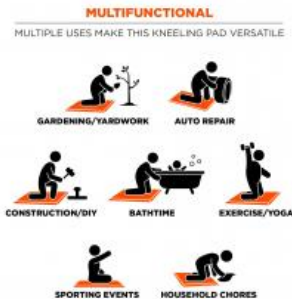 MULTIFUNCTIONAL
MULTIPLE USES MAKE THIS KNEELING PAD VERSATILE
GARDENING/YARDWORK
AUTO REPAIR
CONSTRUCTION/DIY
BATHTIME
EXERCISE/YOGA
SPORTING EVENTS
HOUSEHOLD CHORES